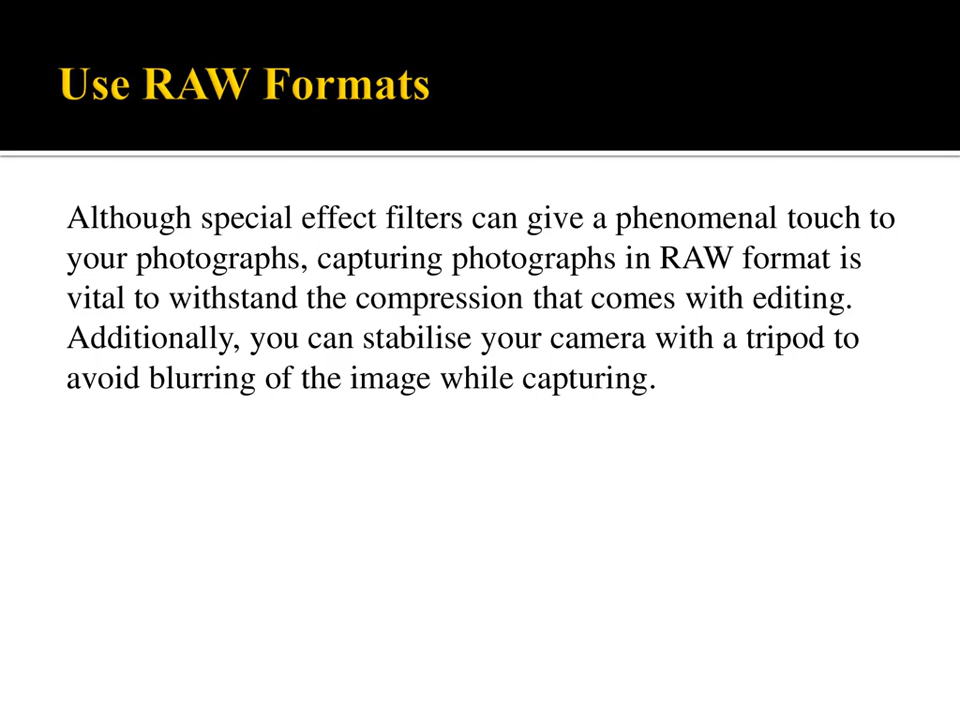 Use RAW Formats
Although special effect filters can give a phenomenal touch to
your photographs, capturing photographs in RAW format is
vital to withstand the compression that comes with editing.
Additionally, you can stabilise your camera with a tripod to
avoid blurring of the image while capturing.